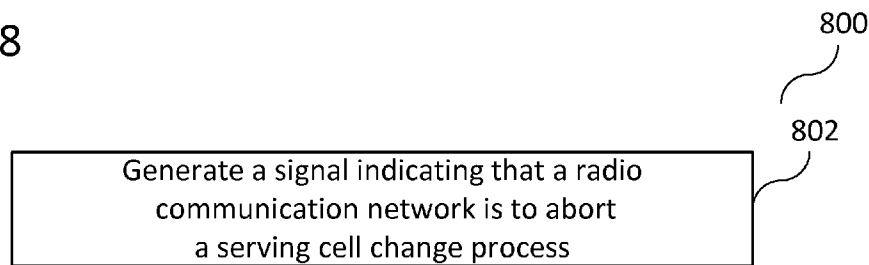 8
800
802
Generate a signal indicating that a radio
communication network is to abort
a serving cell change process